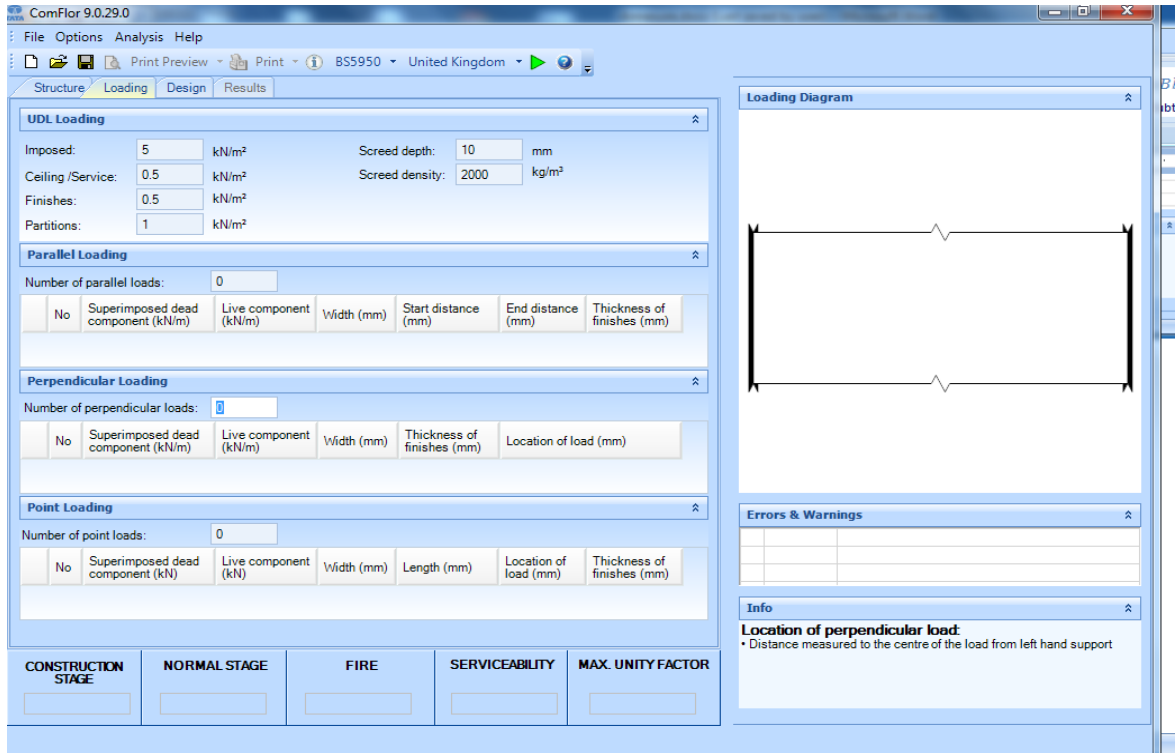 TATA ComFlor 9.0.29.0
File Options Analysis Help
Print Preview Print BS5950 United Kingdom
Structure Loading Design Results
UDL Loading
Imposed: 5 kN/m² Screed depth: 10 mm
Ceiling /Service: 0.5 kN/m² Screed density: 2000 kg/m³
Finishes: 0.5 kN/m²
Partitions: 1 kN/m²
Parallel Loading
Number of parallel loads: 0
No Superimposed dead component (kN/m) Live component (kN/m) Width (mm) Start distance (mm) End distance (mm) Thickness of finishes (mm)
Perpendicular Loading
Number of perpendicular loads: 0
No Superimposed dead component (kN/m) Live component (kN/m) Width (mm) Thickness of finishes (mm) Location of load (mm)
Point Loading
Number of point loads: 0
No Superimposed dead component (kN) Live component (kN) Width (mm) Length (mm) Location of load (mm) Thickness of finishes (mm)
CONSTRUCTION STAGE NORMAL STAGE FIRE SERVICEABILITY MAX. UNITY FACTOR
Loading Diagram
Errors & Warnings
Info
Location of perpendicular load:
• Distance measured to the centre of the load from left hand support